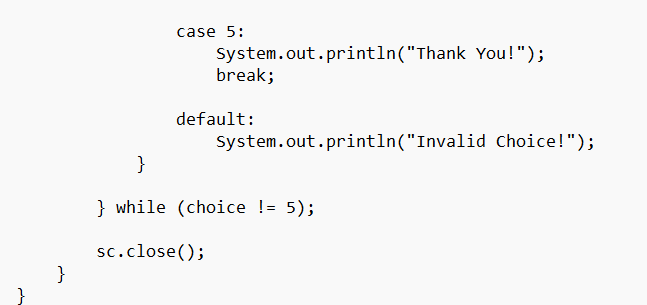 case 5:
System.out.println("Thank You!");
break;
default:
System.out.println("Invalid Choice!");
}
} while (choice != 5);
sc.close();
}
}